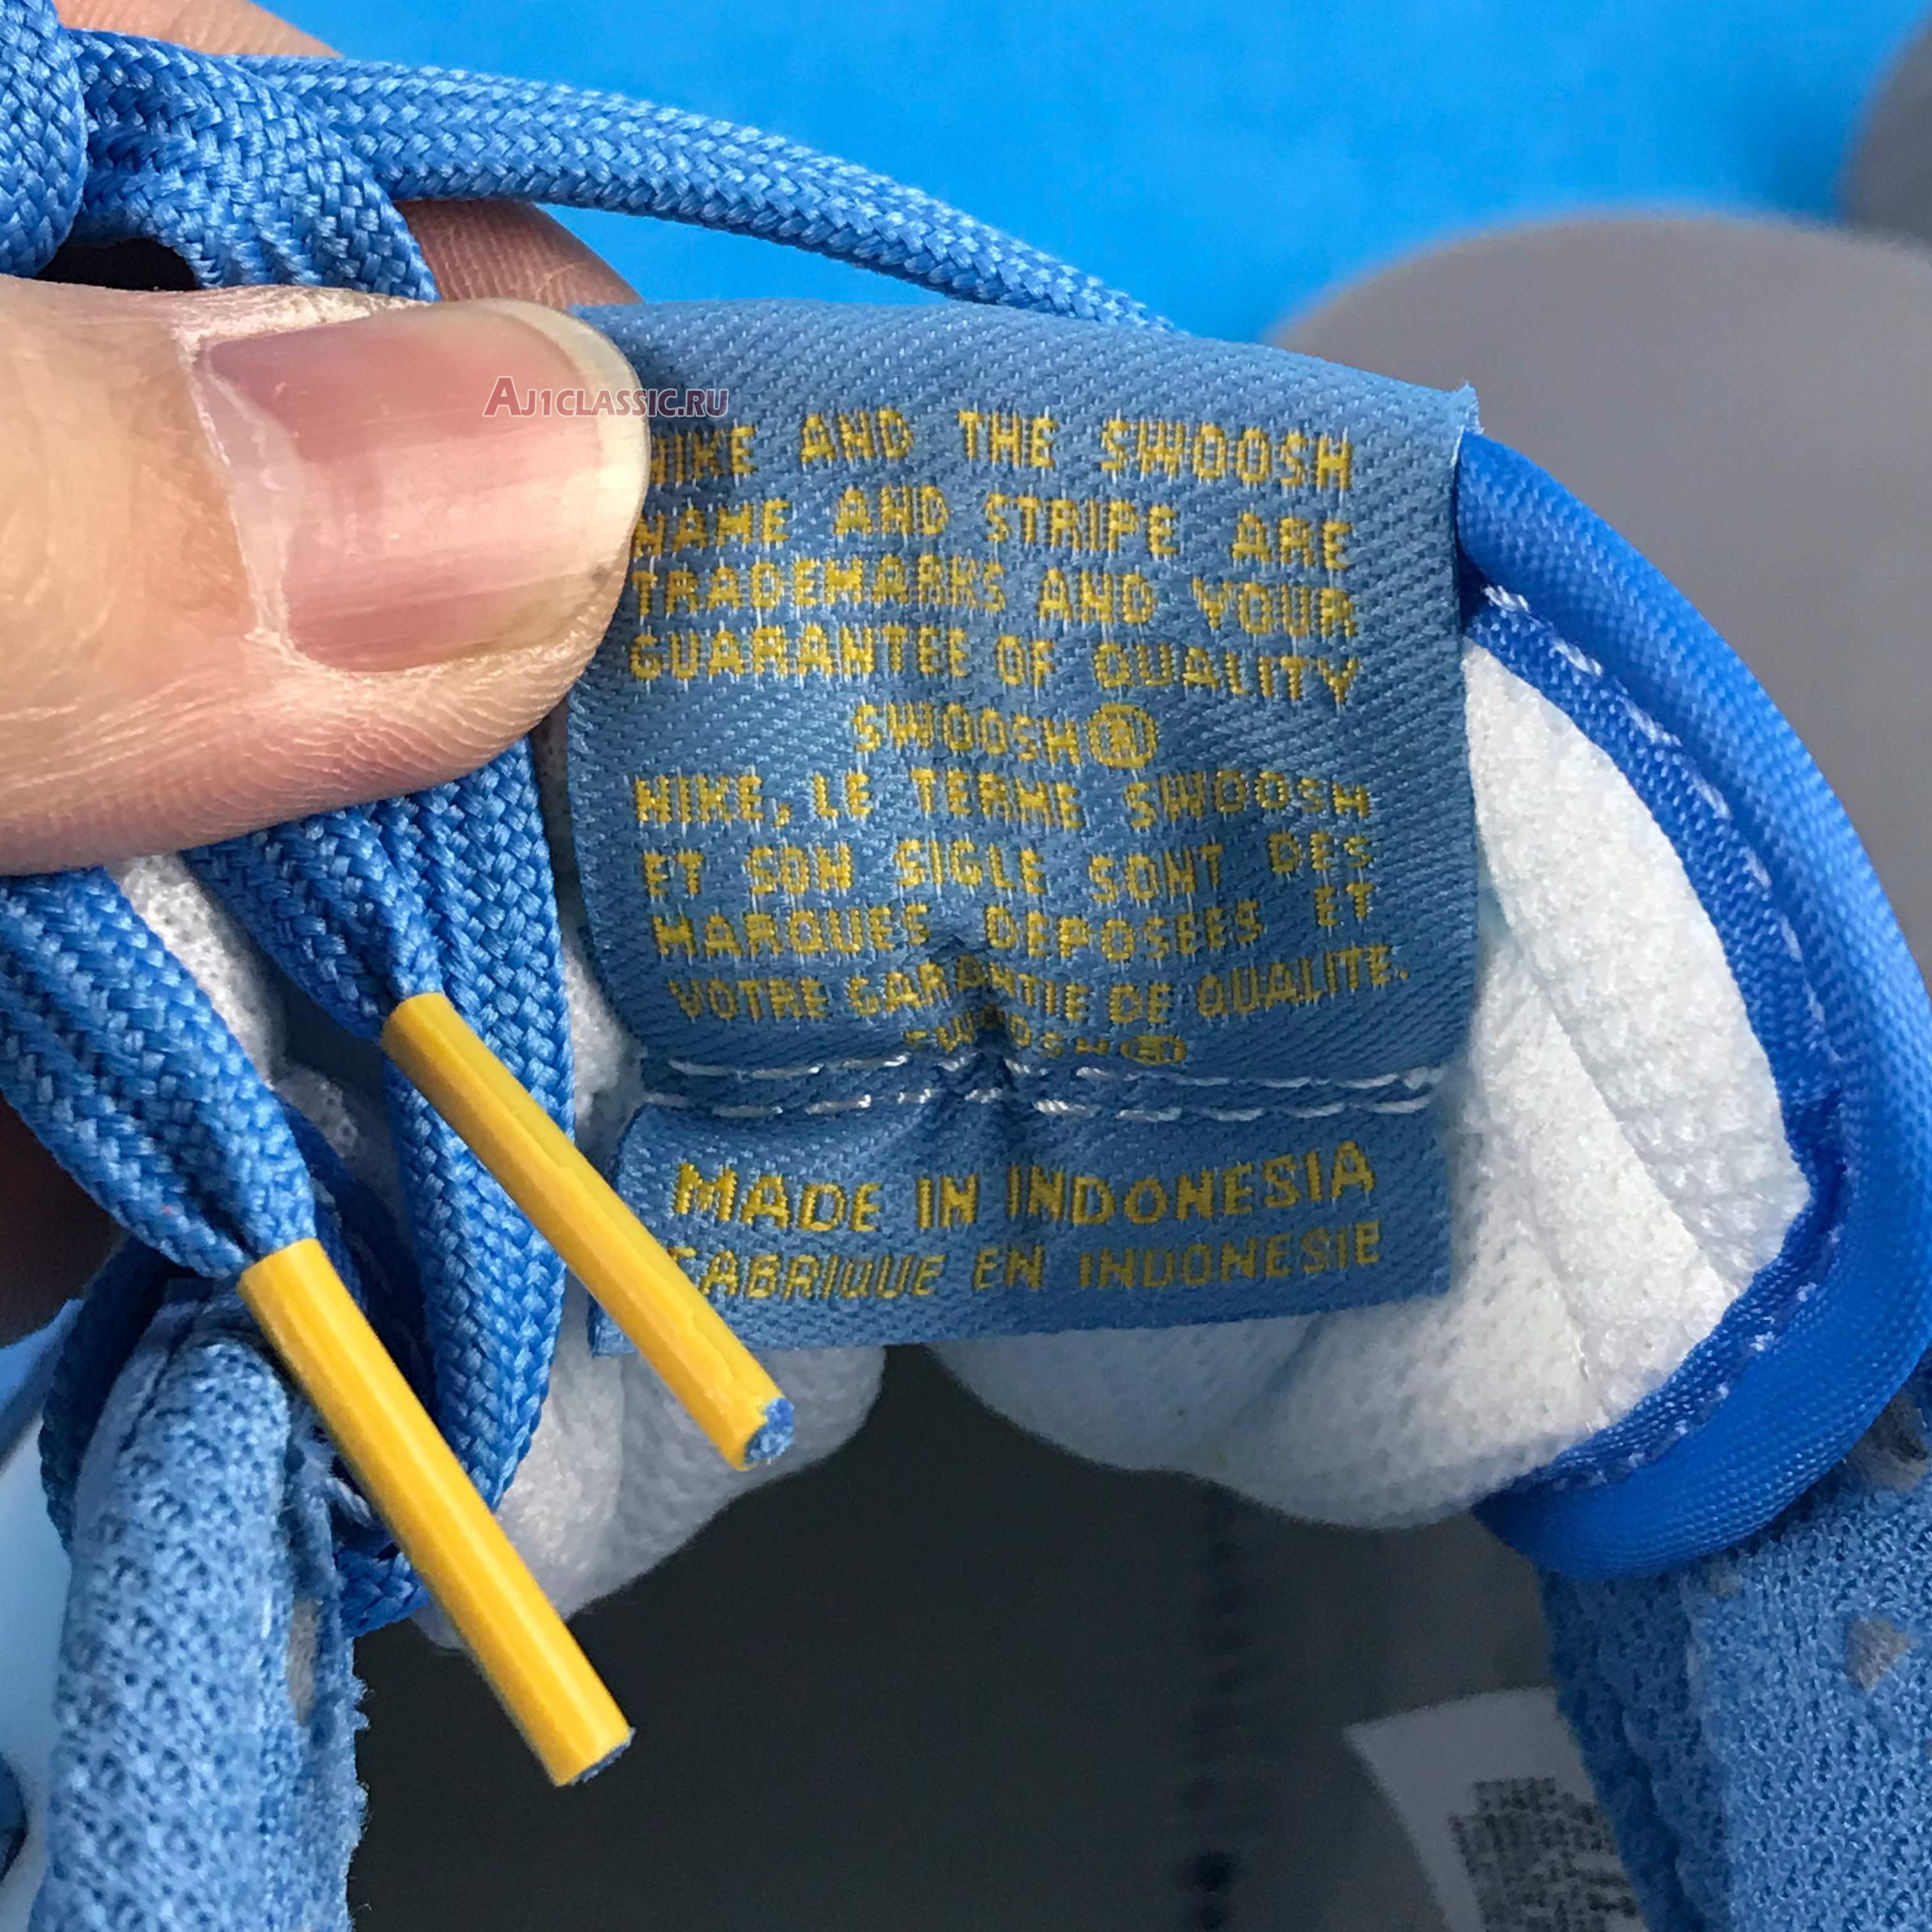 AJ1CLASSIC.RU
NIKE AND THE SWOOSH
NAME AND STRIPE ARE
TRADEMARKS AND YOUR
GUARANTEE OF QUALITY
SWOOSH®
NIKE, LE TERME SWOOSH
ET SON SIGLE SONT DES
MARQUES DEPOSEES ET
VOTRE GARANTIE DE QUALITE.
SWOOSH®
MADE IN INDONESIA
FABRIQUE EN INDONESIE